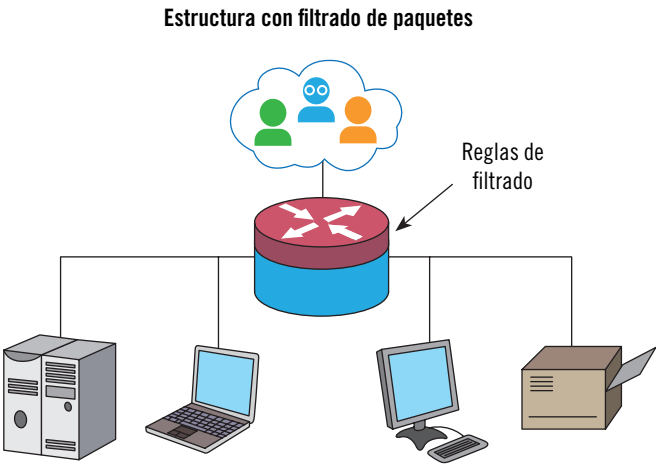 Estructura con filtrado de paquetes
Reglas de
filtrado